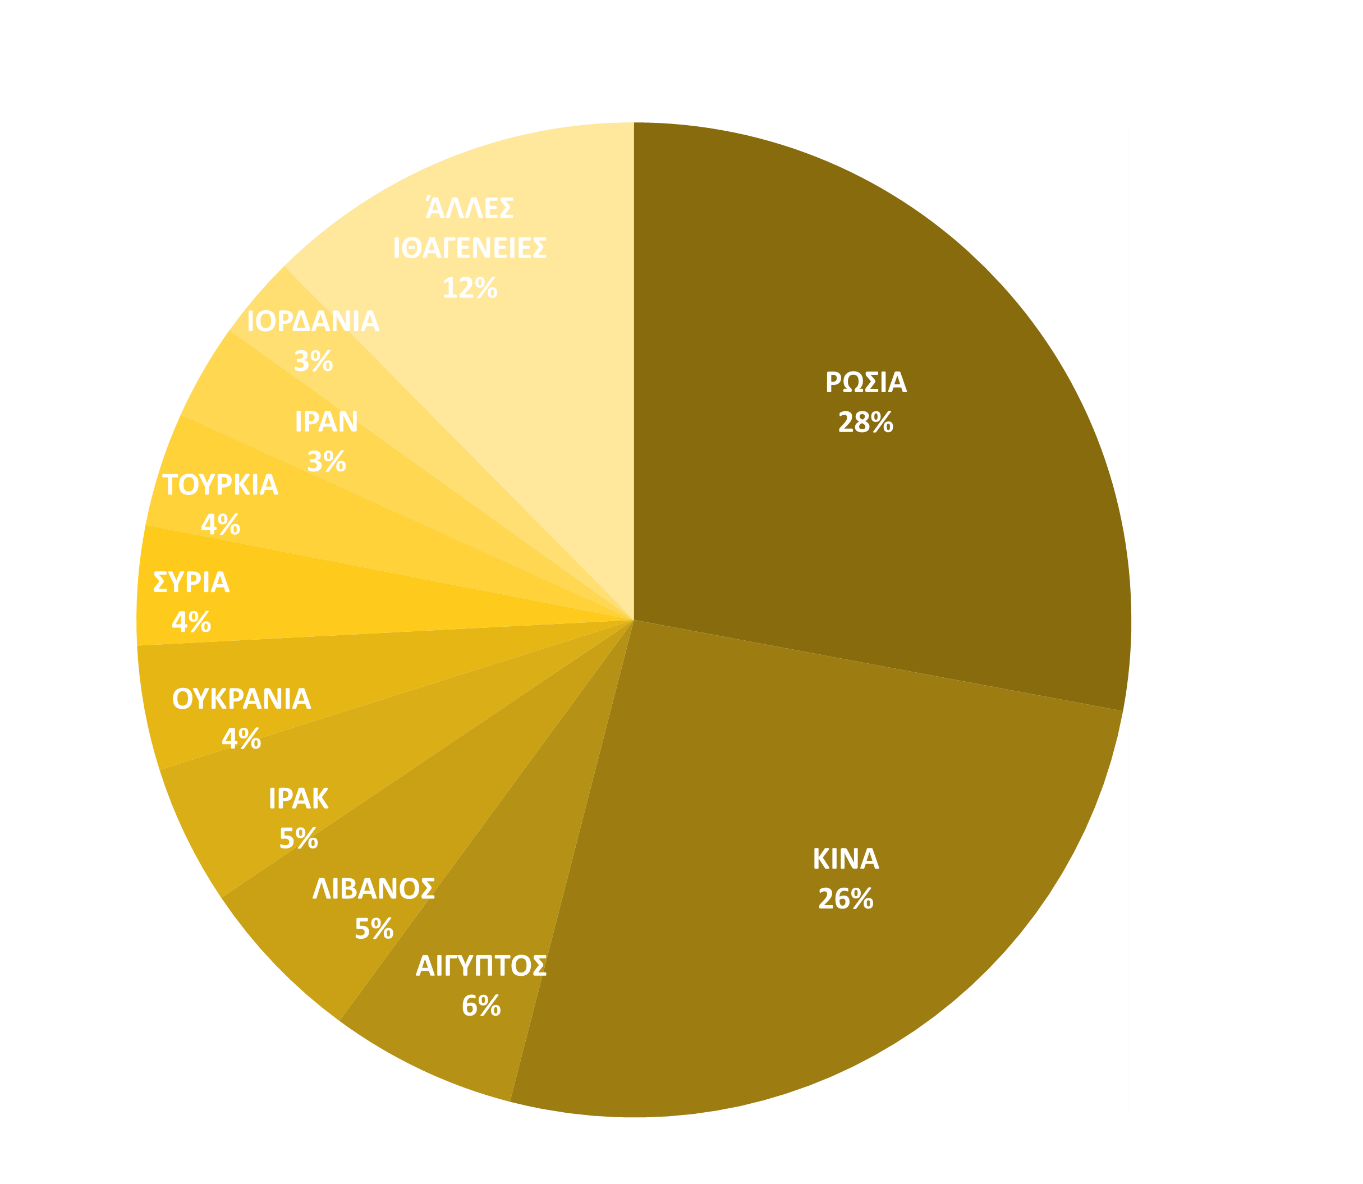 ΆΛΛΕΣ
ΙΘΑΓΕΝΕΙΕΣ
12%
ΙΟΡΔΑΝΙΑ
3%
ΙΡΑΝ
3%
ΤΟΥΡΚΙΑ
4%
ΣΥΡΙΑ
4%
ΟΥΚΡΑΝΙΑ
4%
ΙΡΑΚ
5%
ΛΙΒΑΝΟΣ
5%
ΑΙΓΥΠΤΟΣ
6%
ΡΩΣΙΑ
28%
ΚΙΝΑ
26%